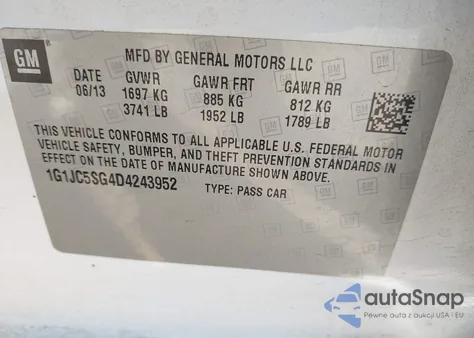 GM
MFD BY GENERAL MOTORS LLC
DATE GVWR GAWR FRT GAWR RR
06/13 1697 KG 885 KG 812 KG
3741 LB 1952 LB 1789 LB
THIS VEHICLE CONFORMS TO ALL APPLICABLE U.S. FEDERAL MOTOR
VEHICLE SAFETY, BUMPER, AND THEFT PREVENTION STANDARDS IN
EFFECT ON THE DATE OF MANUFACTURE SHOWN ABOVE.
1G1JC5SG4D4243952 TYPE: PASS CAR
autoSnap
Pewne auta z aukcji USA i EU